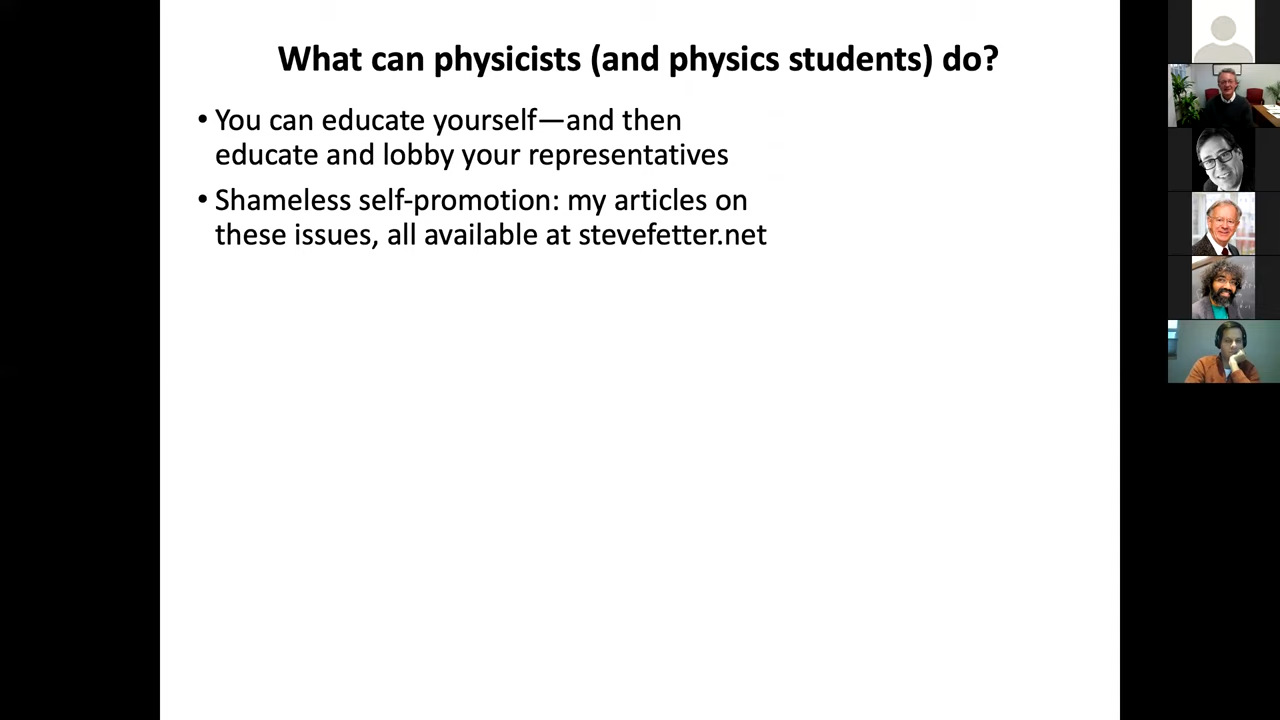 What can physicists (and physics students) do?
• You can educate yourself—and then
educate and lobby your representatives
• Shameless self-promotion: my articles on
these issues, all available at stevefetter.net